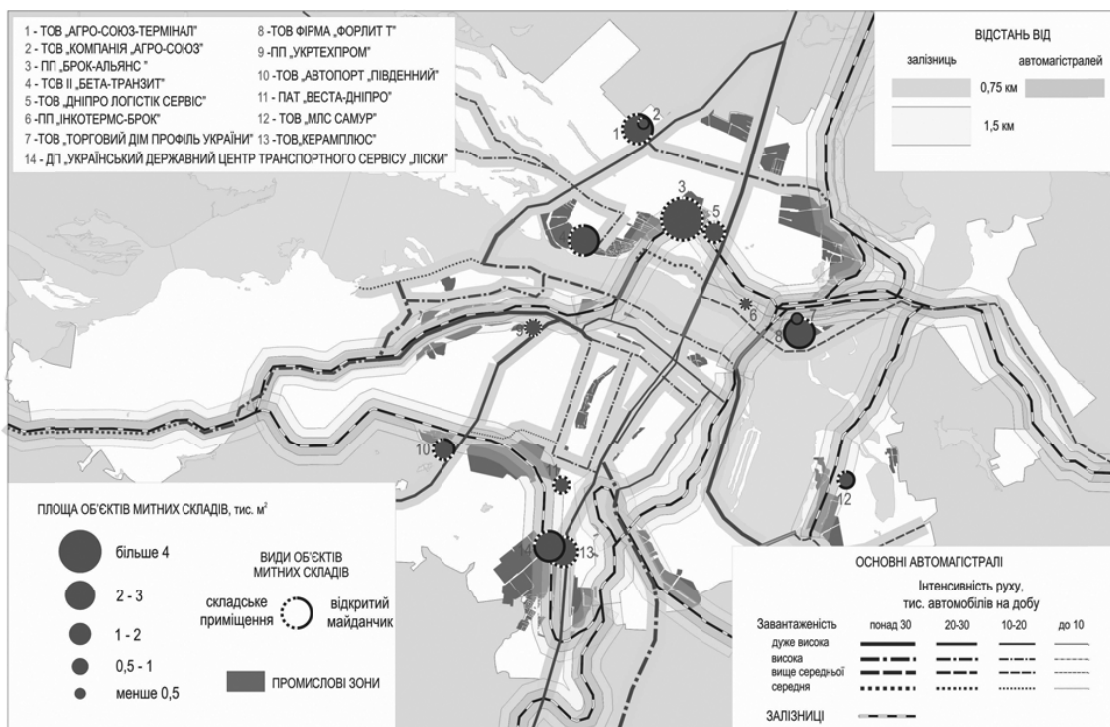 1 - ТОВ „АГРО-СОЮЗ-ТЕРМІНАЛ”
2 - ТСВ „КОМПАНІЯ „АГРО-СОЮЗ”
3 - ПП „БРОК-АЛЬЯНС ”
4 - ТСВ ІІ „БЕТА-ТРАНЗИТ”
5 -ТОВ „ДНІПРО ЛОГІСТІК СЕРВІС”
6 -ПП „ІНКОТЕРМС-БРОК”
7 -ТОВ „ТОРГОВИЙ ДІМ ПРОФІЛЬ УКРАЇНИ”
8 -ТОВ ФІРМА „ФОРЛИТ Т”
9 -ПП „УКРТЕХПРОМ”
10 -ТОВ „АВТОПОРТ „ПІВДЕННИЙ”
11 - ПАТ „ВЕСТА-ДНІПРО”
12 - ТОВ „МЛС САМУР”
13 -ТОВ„КЕРАМПЛЮС”
14 - ДП „УКРАЇНСЬКИЙ ДЕРЖАВНИЙ ЦЕНТР ТРАНСПОРТНОГО СЕРВІСУ „ЛІСКИ”
ВІДСТАНЬ ВІД
залізниць
автомагістралей
0,75 км
1,5 км
1
2
3
5
6
8
9
10
12
14
13
ПЛОЩА ОБ'ЄКТІВ МИТНИХ СКЛАДІВ, тис. м²
більше 4
2 - 3
1 - 2
0,5 - 1
менше 0,5
ВИДИ ОБ'ЄКТІВ
МИТНИХ СКЛАДІВ
складське
приміщення
відкритий
майданчик
ПРОМИСЛОВІ ЗОНИ
ОСНОВНІ АВТОМАГІСТРАЛІ
Інтенсивність руху,
тис. автомобілів на добу
Завантаженість
понад 30
20-30
10-20
до 10
дуже висока
висока
вище середньої
середня
ЗАЛІЗНИЦІ